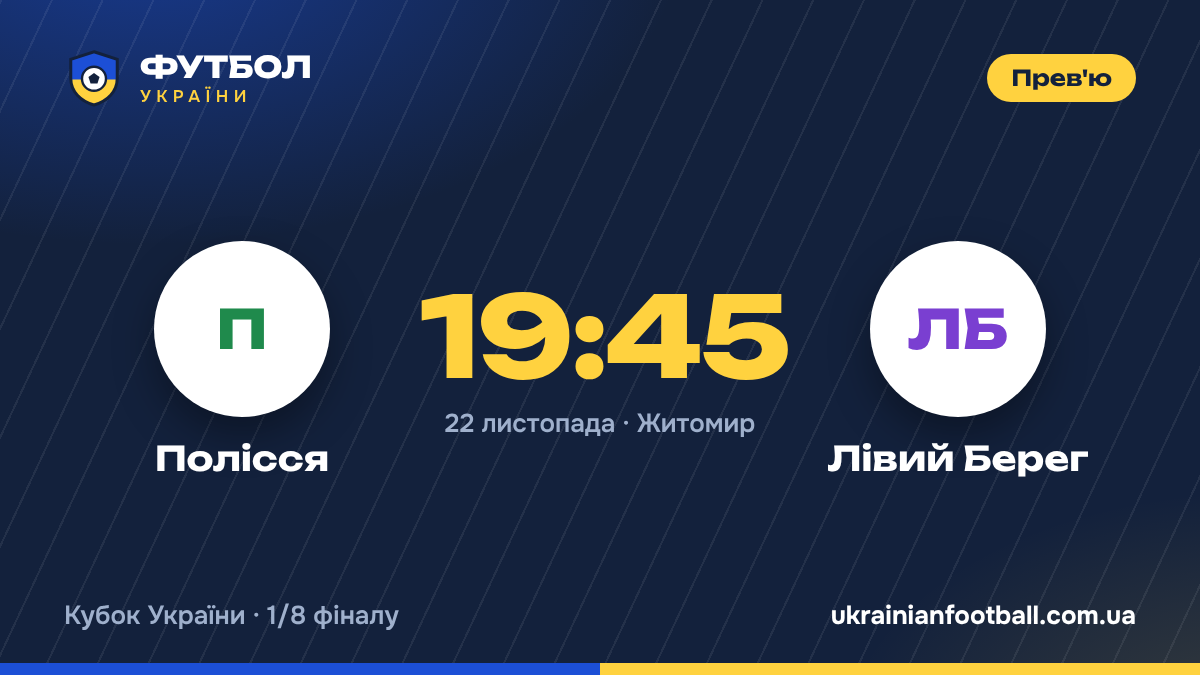 ФУТБОЛ
УКРАЇНИ
Прев'ю
П
19:45
ЛБ
22 листопада · Житомир
Полісся
Лівий Берег
Кубок України · 1/8 фіналу
ukrainianfootball.com.ua